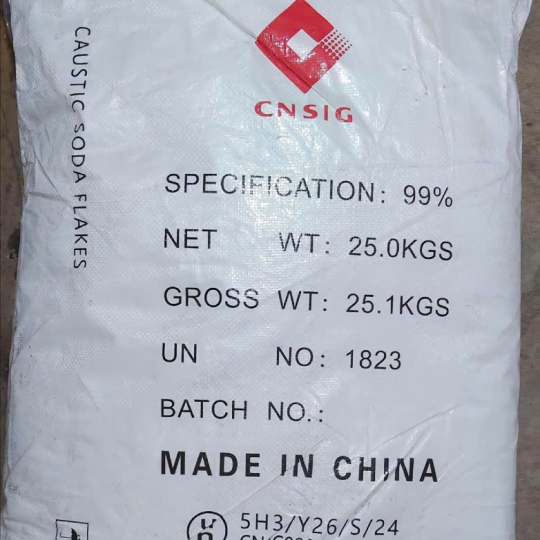 CAUSTIC SODA FLAKES
CNSIG
SPECIFICATION: 99%
NET WT: 25.0KGS
GROSS WT: 25.1KGS
UN NO: 1823
BATCH NO.:
MADE IN CHINA
un 5H3/Y26/S/24